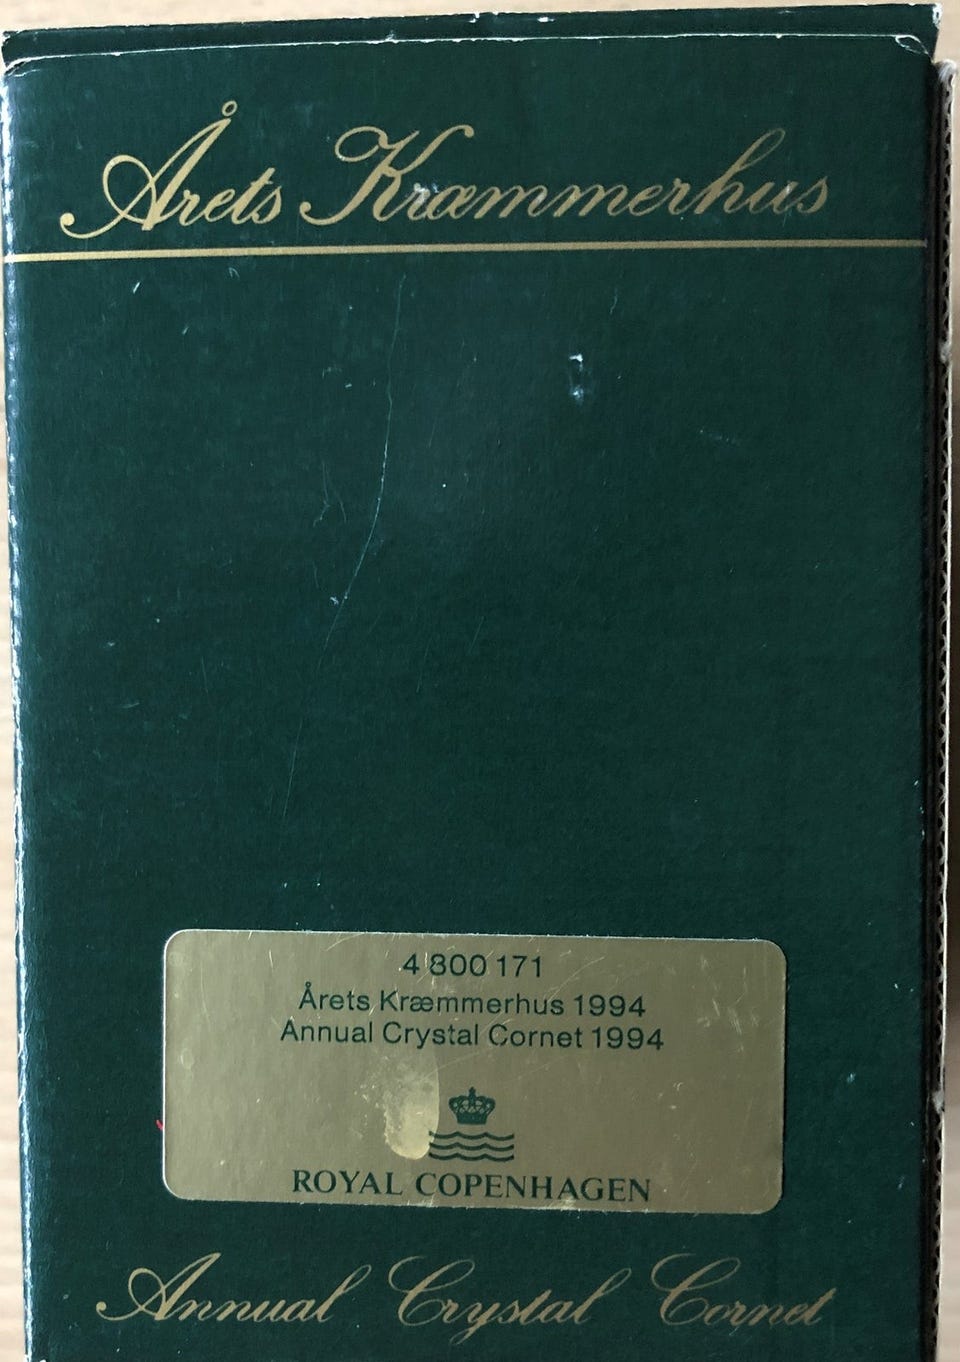 Årets Kræmmerhus
4 800 171
Årets Kræmmerhus 1994
Annual Crystal Cornet 1994
ROYAL COPENHAGEN
Annual Crystal Cornet